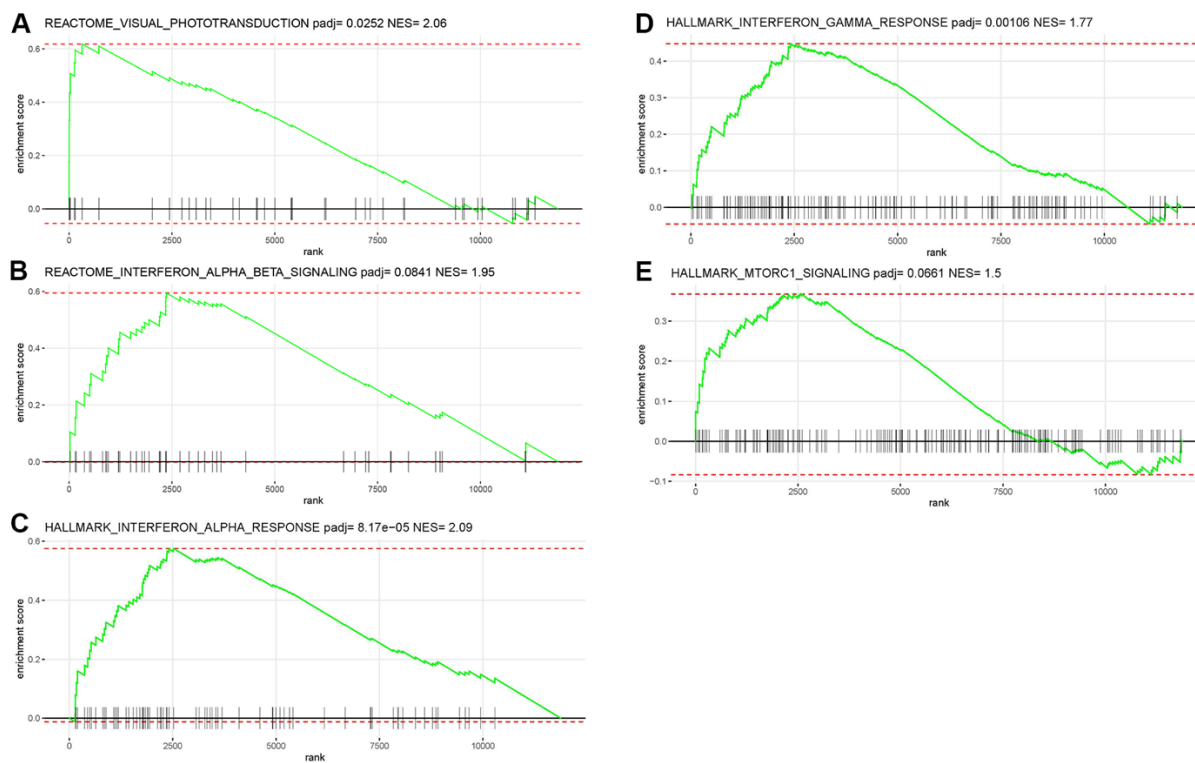 A
REACTOME_VISUAL_PHOTOTRANSDUCTION padj= 0.0252 NES= 2.06
0.6
0.4
0.2
0.0
enrichment score
0 2500 5000 7500 10000
rank
B
REACTOME_INTERFERON_ALPHA_BETA_SIGNALING padj= 0.0841 NES= 1.95
0.6
0.4
0.2
0.0
enrichment score
0 2500 5000 7500 10000
rank
C
HALLMARK_INTERFERON_ALPHA_RESPONSE padj= 8.17e−05 NES= 2.09
0.6
0.4
0.2
0.0
enrichment score
0 2500 5000 7500 10000
rank
D
HALLMARK_INTERFERON_GAMMA_RESPONSE padj= 0.00106 NES= 1.77
0.4
0.3
0.2
0.1
0.0
enrichment score
0 2500 5000 7500 10000
rank
E
HALLMARK_MTORC1_SIGNALING padj= 0.0661 NES= 1.5
0.3
0.2
0.1
0.0
−0.1
enrichment score
0 2500 5000 7500 10000
rank